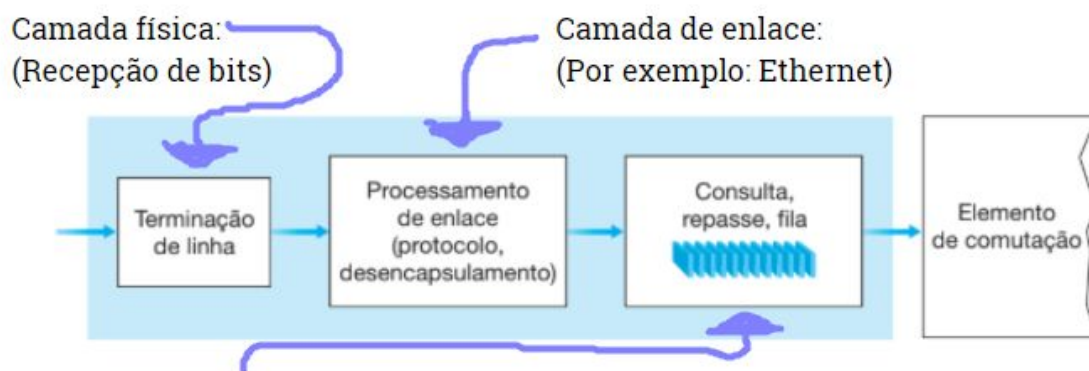 Camada física:
(Recepção de bits)
Camada de enlace:
(Por exemplo: Ethernet)
Terminação
de linha
Processamento
de enlace
(protocolo,
desencapsulamento)
Consulta,
repasse, fila
Elemento
de comutação